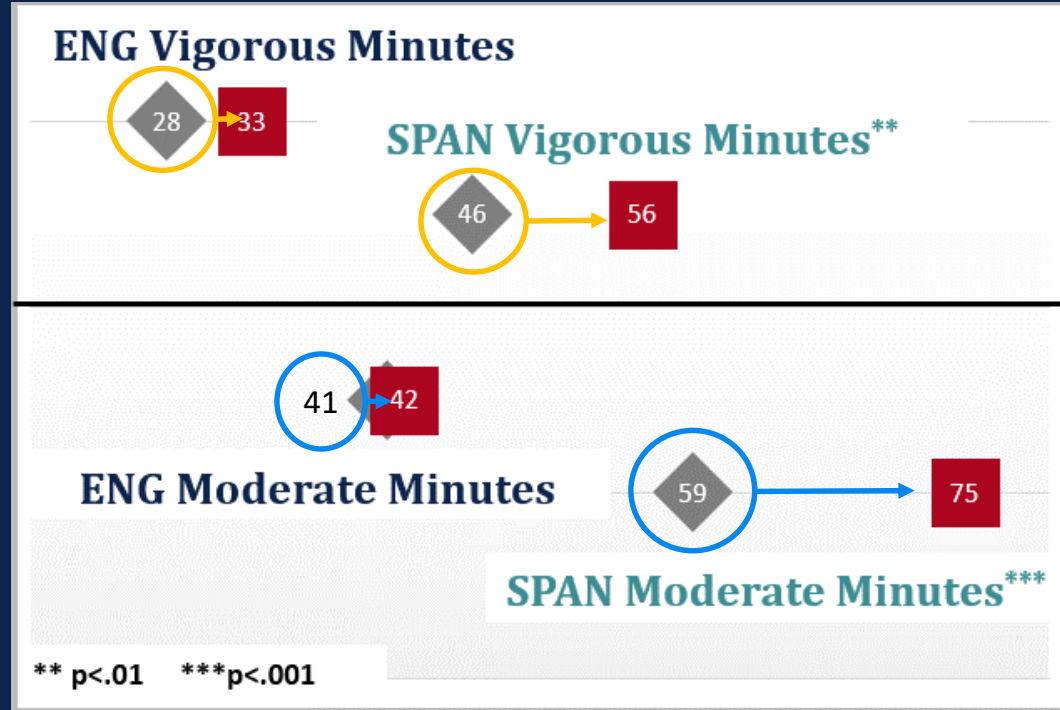 ENG Vigorous Minutes
28 33
SPAN Vigorous Minutes**
46 56
41 42
ENG Moderate Minutes
59 75
SPAN Moderate Minutes***
** p<.01 ***p<.001